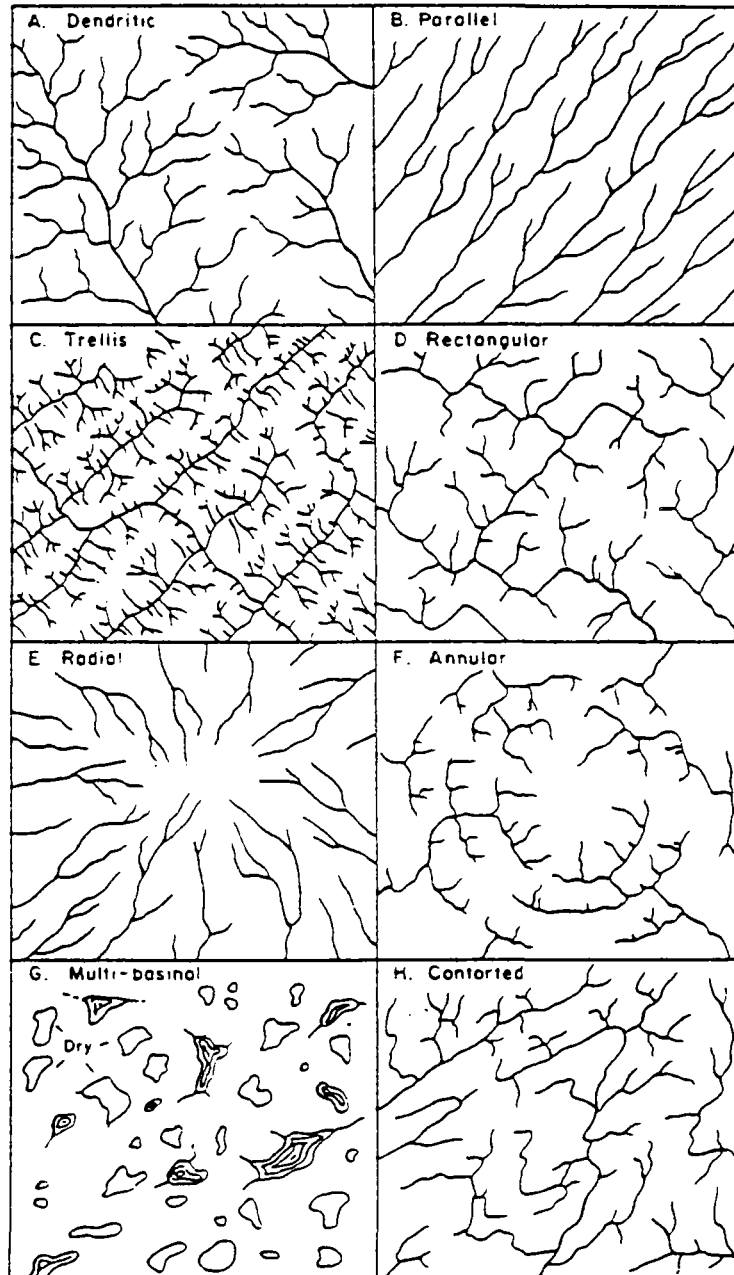 A. Dendritic
B. Parallel
C. Trellis
D. Rectangular
E. Radial
F. Annular
G. Multi-basinal
Dry
H. Contorted